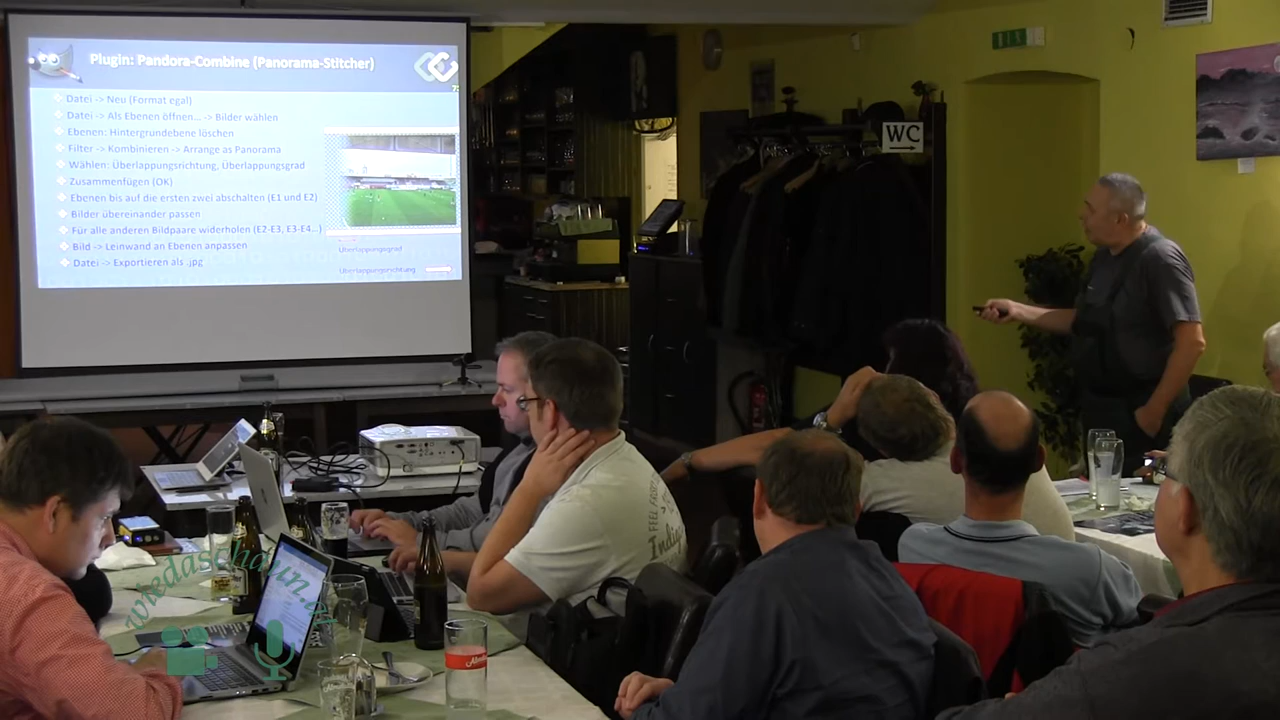 Plugin: Pandora-Combine (Panorama-Stitcher)
Datei -> Neu (Format egal)
Datei -> Als Ebenen öffnen... -> Bilder wählen
Ebenen: Hintergrundebene löschen
Filter -> Kombinieren -> Arrange as Panorama
Wählen: Überlappungsrichtung, Überlappungsgrad
Zusammenfügen (OK)
Ebenen bis auf die ersten zwei abschalten (E1 und E2)
Bilder übereinander passen
Für alle anderen Bildpaare widerholen (E2-E3, E3-E4...)
Bild -> Leinwand an Ebenen anpassen
Datei -> Exportieren als .jpg
Überlappungsgrad
Überlappungsrichtung
WC
FEEL
Indigo
wiedaschaun.at